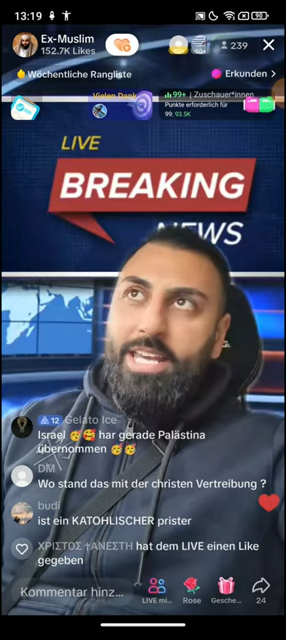 13:19
90
Ex-Muslim
152.7K Likes
40+
239
Wöchentliche Rangliste
Erkunden >
Vielen Dank
99+ | Zuschauer*innen
Punkte erforderlich für
99: 93.5K
LIVE
BREAKING
NEWS
12 Gelato Ice
Israel 🥳🥰 har gerade Palästina
übernommen 🥳🥳
DM
Wo stand das mit der christen Vertreibung ?
budi
ist ein KATOHLISCHER prister
ΧΡΙΣΤΟΣ †ΑΝΕΣΤΗ hat dem LIVE einen Like
gegeben
Kommentar hinz...
LIVE mi...
Rose
Gesche...
24